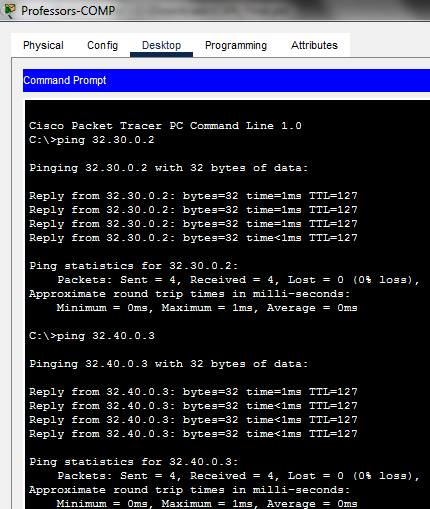 Professors-COMP
Physical Config Desktop Programming Attributes
Command Prompt
Cisco Packet Tracer PC Command Line 1.0
C:\>ping 32.30.0.2
Pinging 32.30.0.2 with 32 bytes of data:
Reply from 32.30.0.2: bytes=32 time=1ms TTL=127
Reply from 32.30.0.2: bytes=32 time=1ms TTL=127
Reply from 32.30.0.2: bytes=32 time=1ms TTL=127
Reply from 32.30.0.2: bytes=32 time<1ms TTL=127
Ping statistics for 32.30.0.2:
Packets: Sent = 4, Received = 4, Lost = 0 (0% loss),
Approximate round trip times in milli-seconds:
Minimum = 0ms, Maximum = 1ms, Average = 0ms
C:\>ping 32.40.0.3
Pinging 32.40.0.3 with 32 bytes of data:
Reply from 32.40.0.3: bytes=32 time=1ms TTL=127
Reply from 32.40.0.3: bytes=32 time<1ms TTL=127
Reply from 32.40.0.3: bytes=32 time<1ms TTL=127
Reply from 32.40.0.3: bytes=32 time<1ms TTL=127
Ping statistics for 32.40.0.3:
Packets: Sent = 4, Received = 4, Lost = 0 (0% loss),
Approximate round trip times in milli-seconds:
Minimum = 0ms, Maximum = 1ms, Average = 0ms